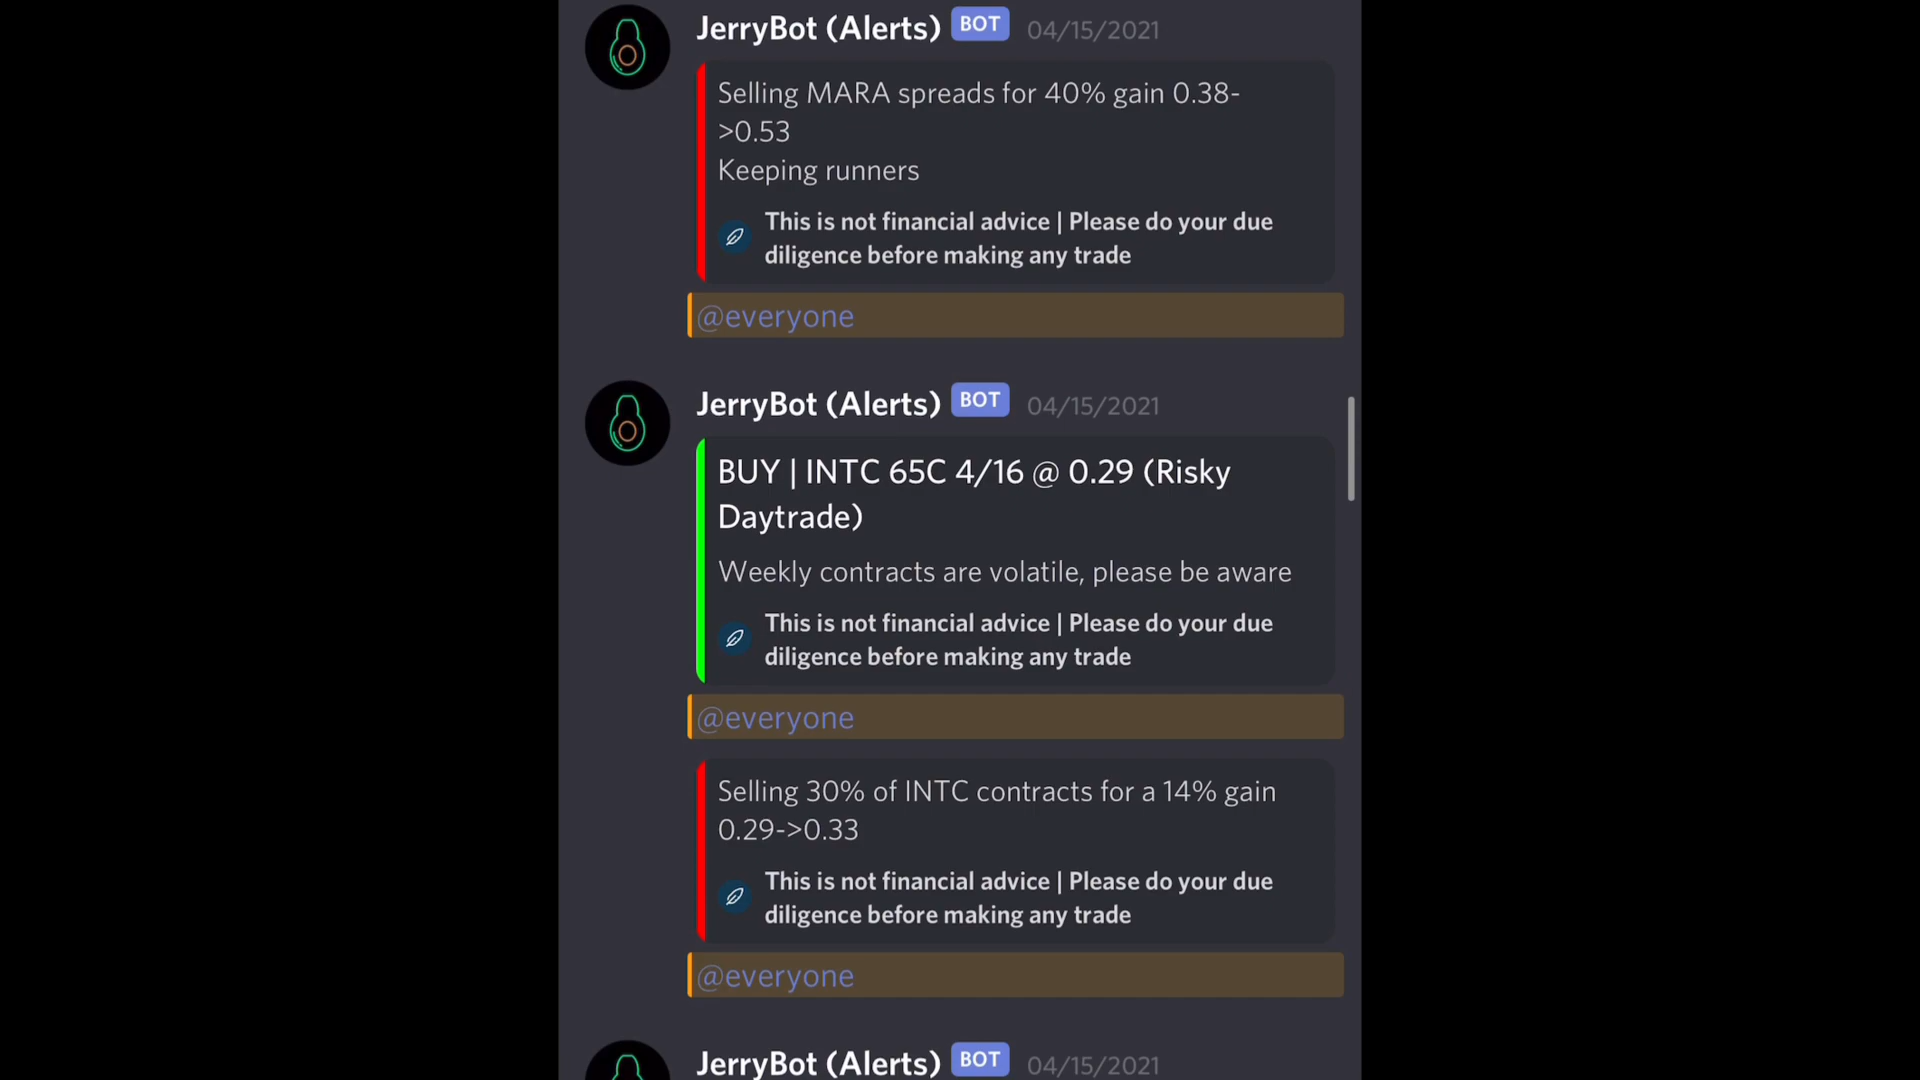 JerryBot (Alerts) BOT 04/15/2021
Selling MARA spreads for 40% gain 0.38-
>0.53
Keeping runners
This is not financial advice | Please do your due
diligence before making any trade
@everyone
JerryBot (Alerts) BOT 04/15/2021
BUY | INTC 65C 4/16 @ 0.29 (Risky
Daytrade)
Weekly contracts are volatile, please be aware
This is not financial advice | Please do your due
diligence before making any trade
@everyone
Selling 30% of INTC contracts for a 14% gain
0.29->0.33
This is not financial advice | Please do your due
diligence before making any trade
@everyone
JerryBot (Alerts) BOT 04/15/2021